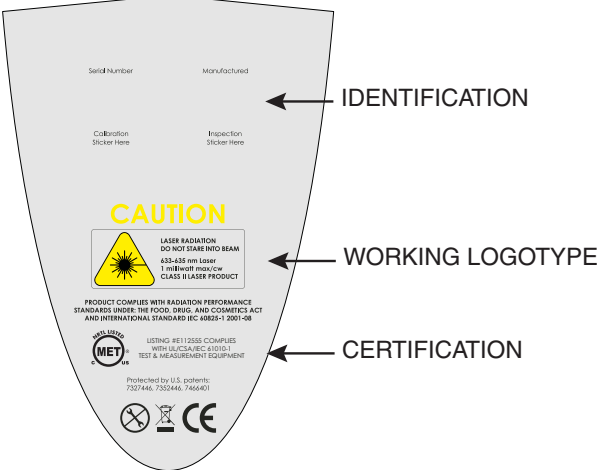 Serial Number
Manufactured
IDENTIFICATION
Calibration
Sticker Here
Inspection
Sticker Here
CAUTION
LASER RADIATION
DO NOT STARE INTO BEAM
633-635 nm Laser
1 milliwatt max/cw
CLASS II LASER PRODUCT
WORKING LOGOTYPE
PRODUCT COMPLIES WITH RADIATION PERFORMANCE
STANDARDS UNDER: THE FOOD, DRUG, AND COSMETICS ACT
AND INTERNATIONAL STANDARD IEC 60825-1 2001-08
NRTL LISTED
MET®
C US
LISTING #E112555 COMPLIES
WITH UL/CSA/IEC 61010-1
TEST & MEASUREMENT EQUIPMENT
CERTIFICATION
Protected by U.S. patents:
7327446, 7352446, 7466401
CE